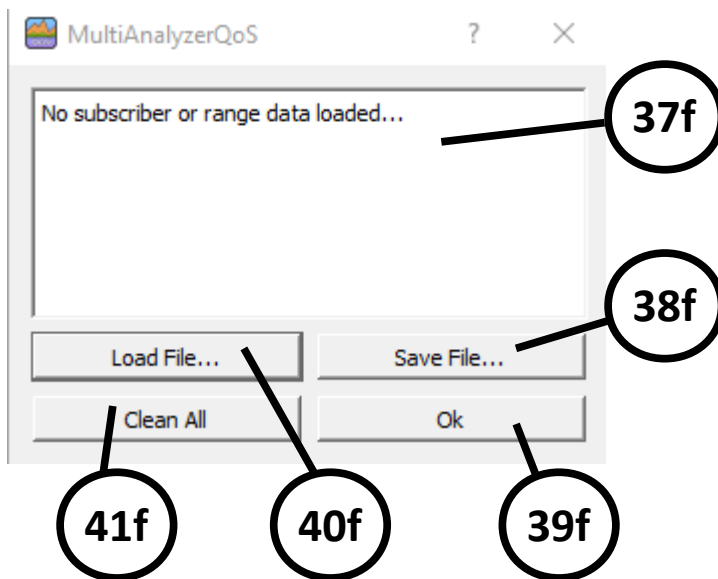 MultiAnalyzerQoS ?
No subscriber or range data loaded...
37f
38f
Load File... Save File...
Clean All Ok
41f 40f 39f